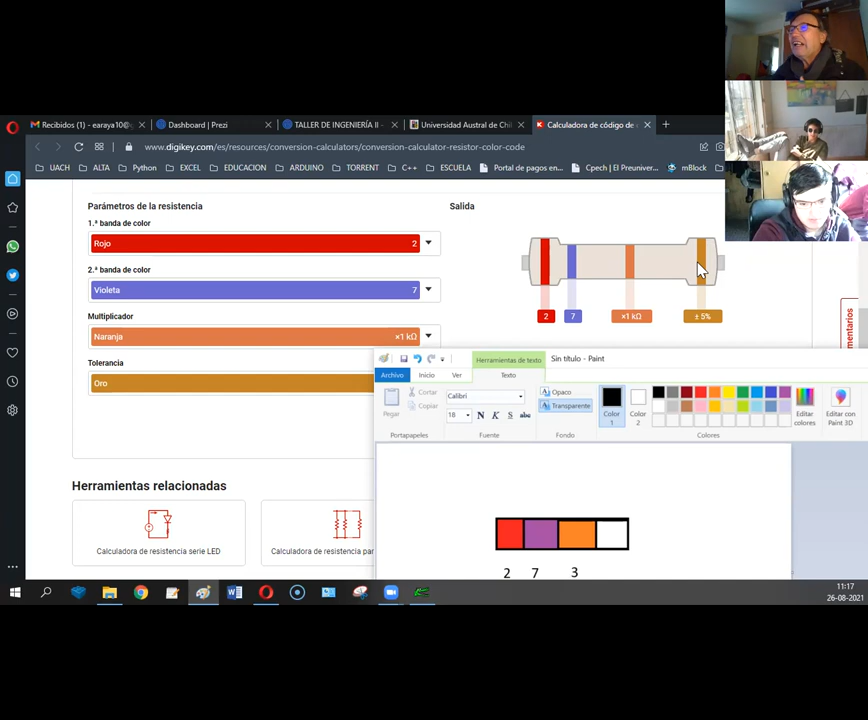 Recibidos (1) - earaya10@
Dashboard | Prezi
TALLER DE INGENIERÍA II -
Universidad Austral de Chil
Calculadora de código de
www.digikey.com/es/resources/conversion-calculators/conversion-calculator-resistor-color-code
UACH ALTA Python EXCEL EDUCACION ARDUINO TORRENT C++ ESCUELA Portal de pagos en... Cpech | El Preuniver... mBlock
Parámetros de la resistencia
Salida
1.ª banda de color
Rojo 2
2.ª banda de color
Violeta 7
Multiplicador
Naranja ×1 kΩ
Tolerancia
Oro
2 7 ×1 kΩ ± 5%
mentarios
Herramientas de texto
Sin título - Paint
Archivo Inicio Ver Texto
Pegar
Cortar
Copiar
Portapapeles
Calibri
18 N K S abc
Fuente
Opaco
Transparente
Fondo
Color 1
Color 2
Editar colores
Editar con Paint 3D
Colores
2 7 3
Herramientas relacionadas
Calculadora de resistencia serie LED
Calculadora de resistencia par
11:17
26-08-2021